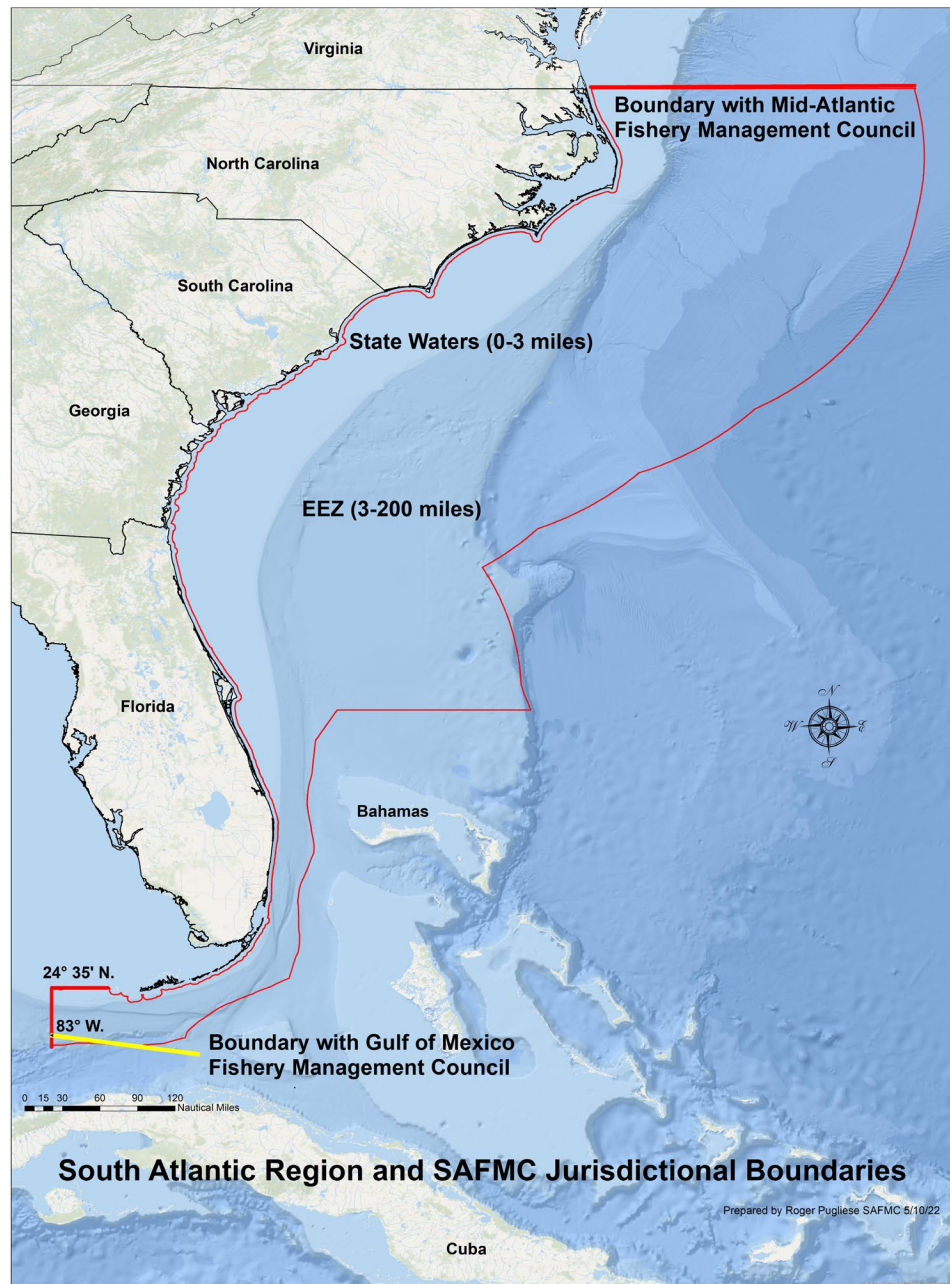 Virginia
Boundary with Mid-Atlantic
Fishery Management Council
North Carolina
South Carolina
State Waters (0-3 miles)
Georgia
EEZ (3-200 miles)
Florida
N
W
E
S
Bahamas
24° 35' N.
83° W.
Boundary with Gulf of Mexico
Fishery Management Council
0 15 30 60 90 120
Nautical Miles
South Atlantic Region and SAFMC Jurisdictional Boundaries
Prepared by Roger Pugliese SAFMC 5/10/22
Cuba